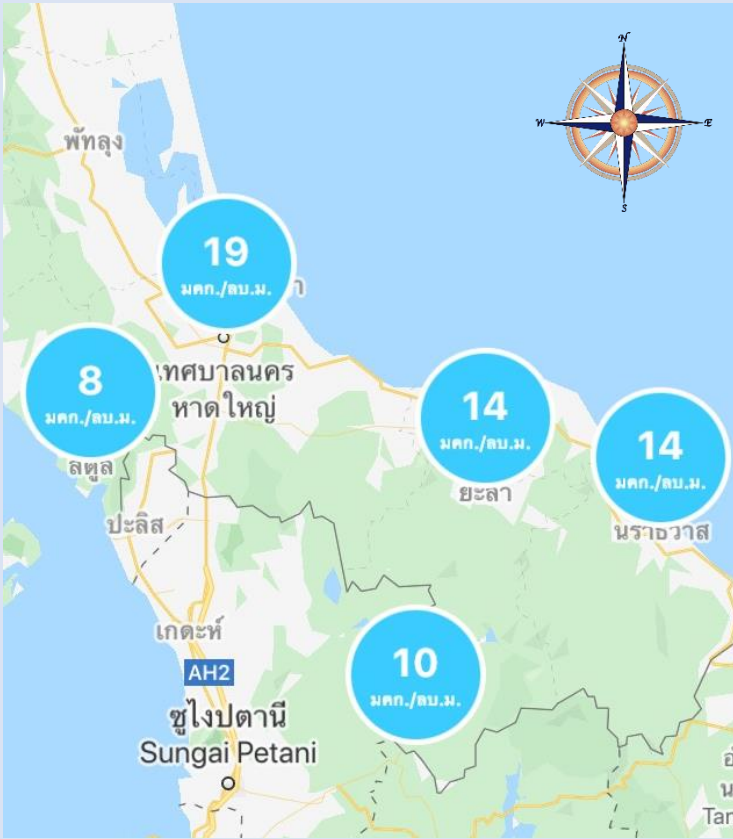 N
W
E
S
พัทลุง
19
มคก./ลบ.ม.
า
8
มคก./ลบ.ม.
เทศบาลนคร
หาดใหญ่
14
มคก./ลบ.ม.
14
มคก./ลบ.ม.
สตูล
ยะลา
ปะลิส
นราธิวาส
เกดะห์
10
มคก./ลบ.ม.
AH2
ซูไงปตานี
Sungai Petani
Tan